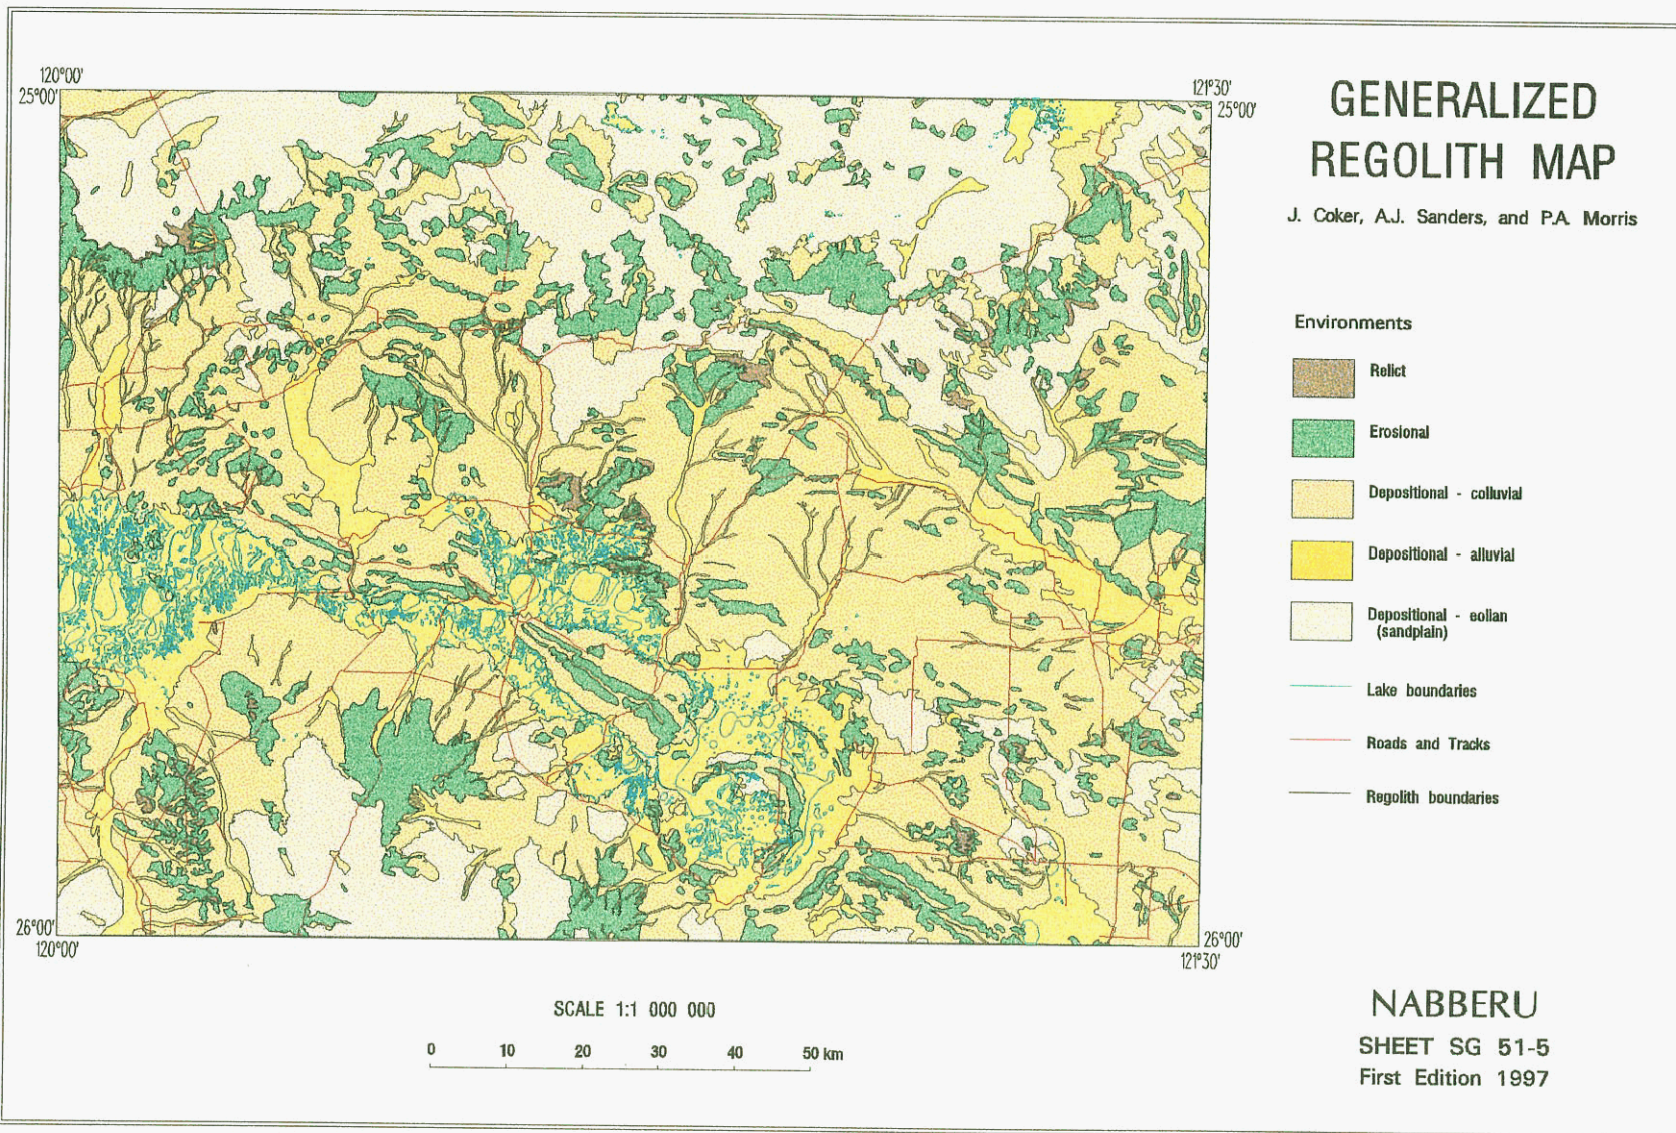 120°00'
25°00'
121°30'
25°00'
26°00'
120°00'
26°00'
121°30'
GENERALIZED
REGOLITH MAP
J. Coker, A.J. Sanders, and P.A. Morris
Environments
Relict
Erosional
Depositional - colluvial
Depositional - alluvial
Depositional - eolian
(sandplain)
Lake boundaries
Roads and Tracks
Regolith boundaries
SCALE 1:1 000 000
0 10 20 30 40 50 km
NABBERU
SHEET SG 51-5
First Edition 1997